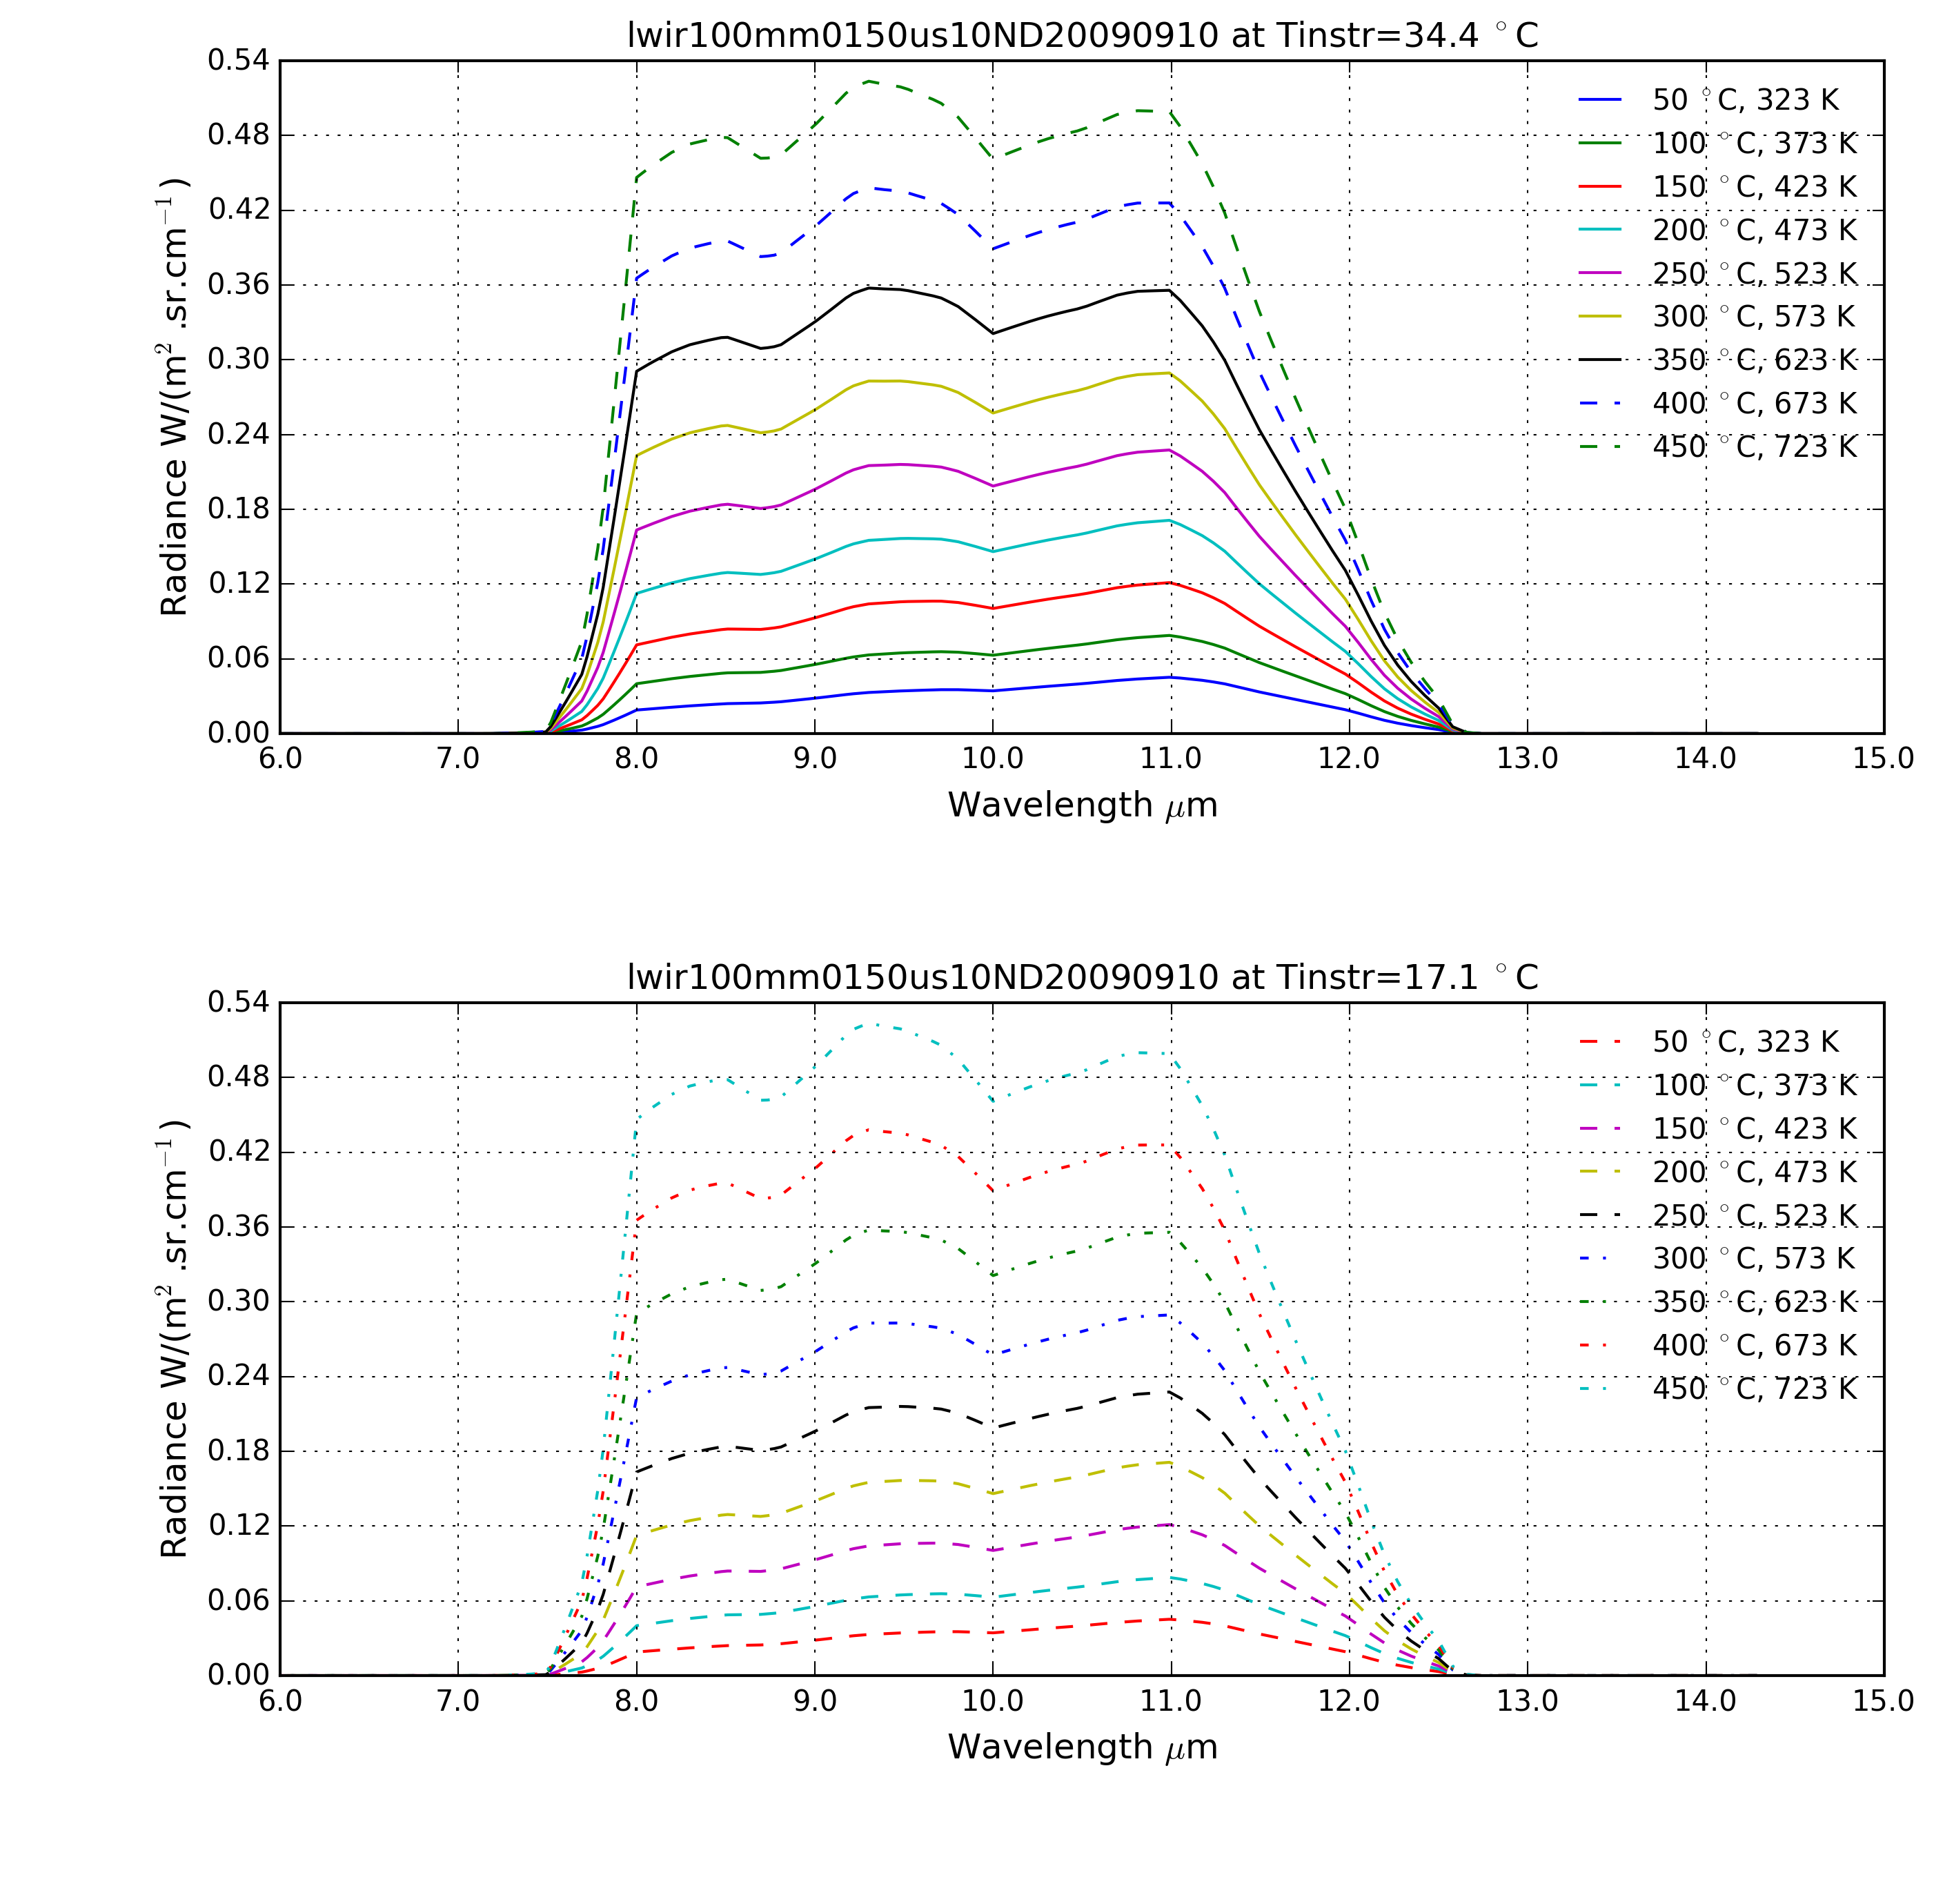 lwir100mm0150us10ND20090910 at Tinstr=34.4 °C
0.54
0.48
0.42
0.36
0.30
0.24
0.18
0.12
0.06
0.00
Radiance W/(m² .sr.cm⁻¹)
50 °C, 323 K
100 °C, 373 K
150 °C, 423 K
200 °C, 473 K
250 °C, 523 K
300 °C, 573 K
350 °C, 623 K
400 °C, 673 K
450 °C, 723 K
6.0 7.0 8.0 9.0 10.0 11.0 12.0 13.0 14.0 15.0
Wavelength μm
lwir100mm0150us10ND20090910 at Tinstr=17.1 °C
0.54
0.48
0.42
0.36
0.30
0.24
0.18
0.12
0.06
0.00
Radiance W/(m² .sr.cm⁻¹)
50 °C, 323 K
100 °C, 373 K
150 °C, 423 K
200 °C, 473 K
250 °C, 523 K
300 °C, 573 K
350 °C, 623 K
400 °C, 673 K
450 °C, 723 K
6.0 7.0 8.0 9.0 10.0 11.0 12.0 13.0 14.0 15.0
Wavelength μm